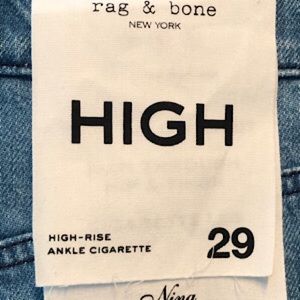 rag & bone
NEW YORK
HIGH
HIGH-RISE
ANKLE CIGARETTE
29
Nina